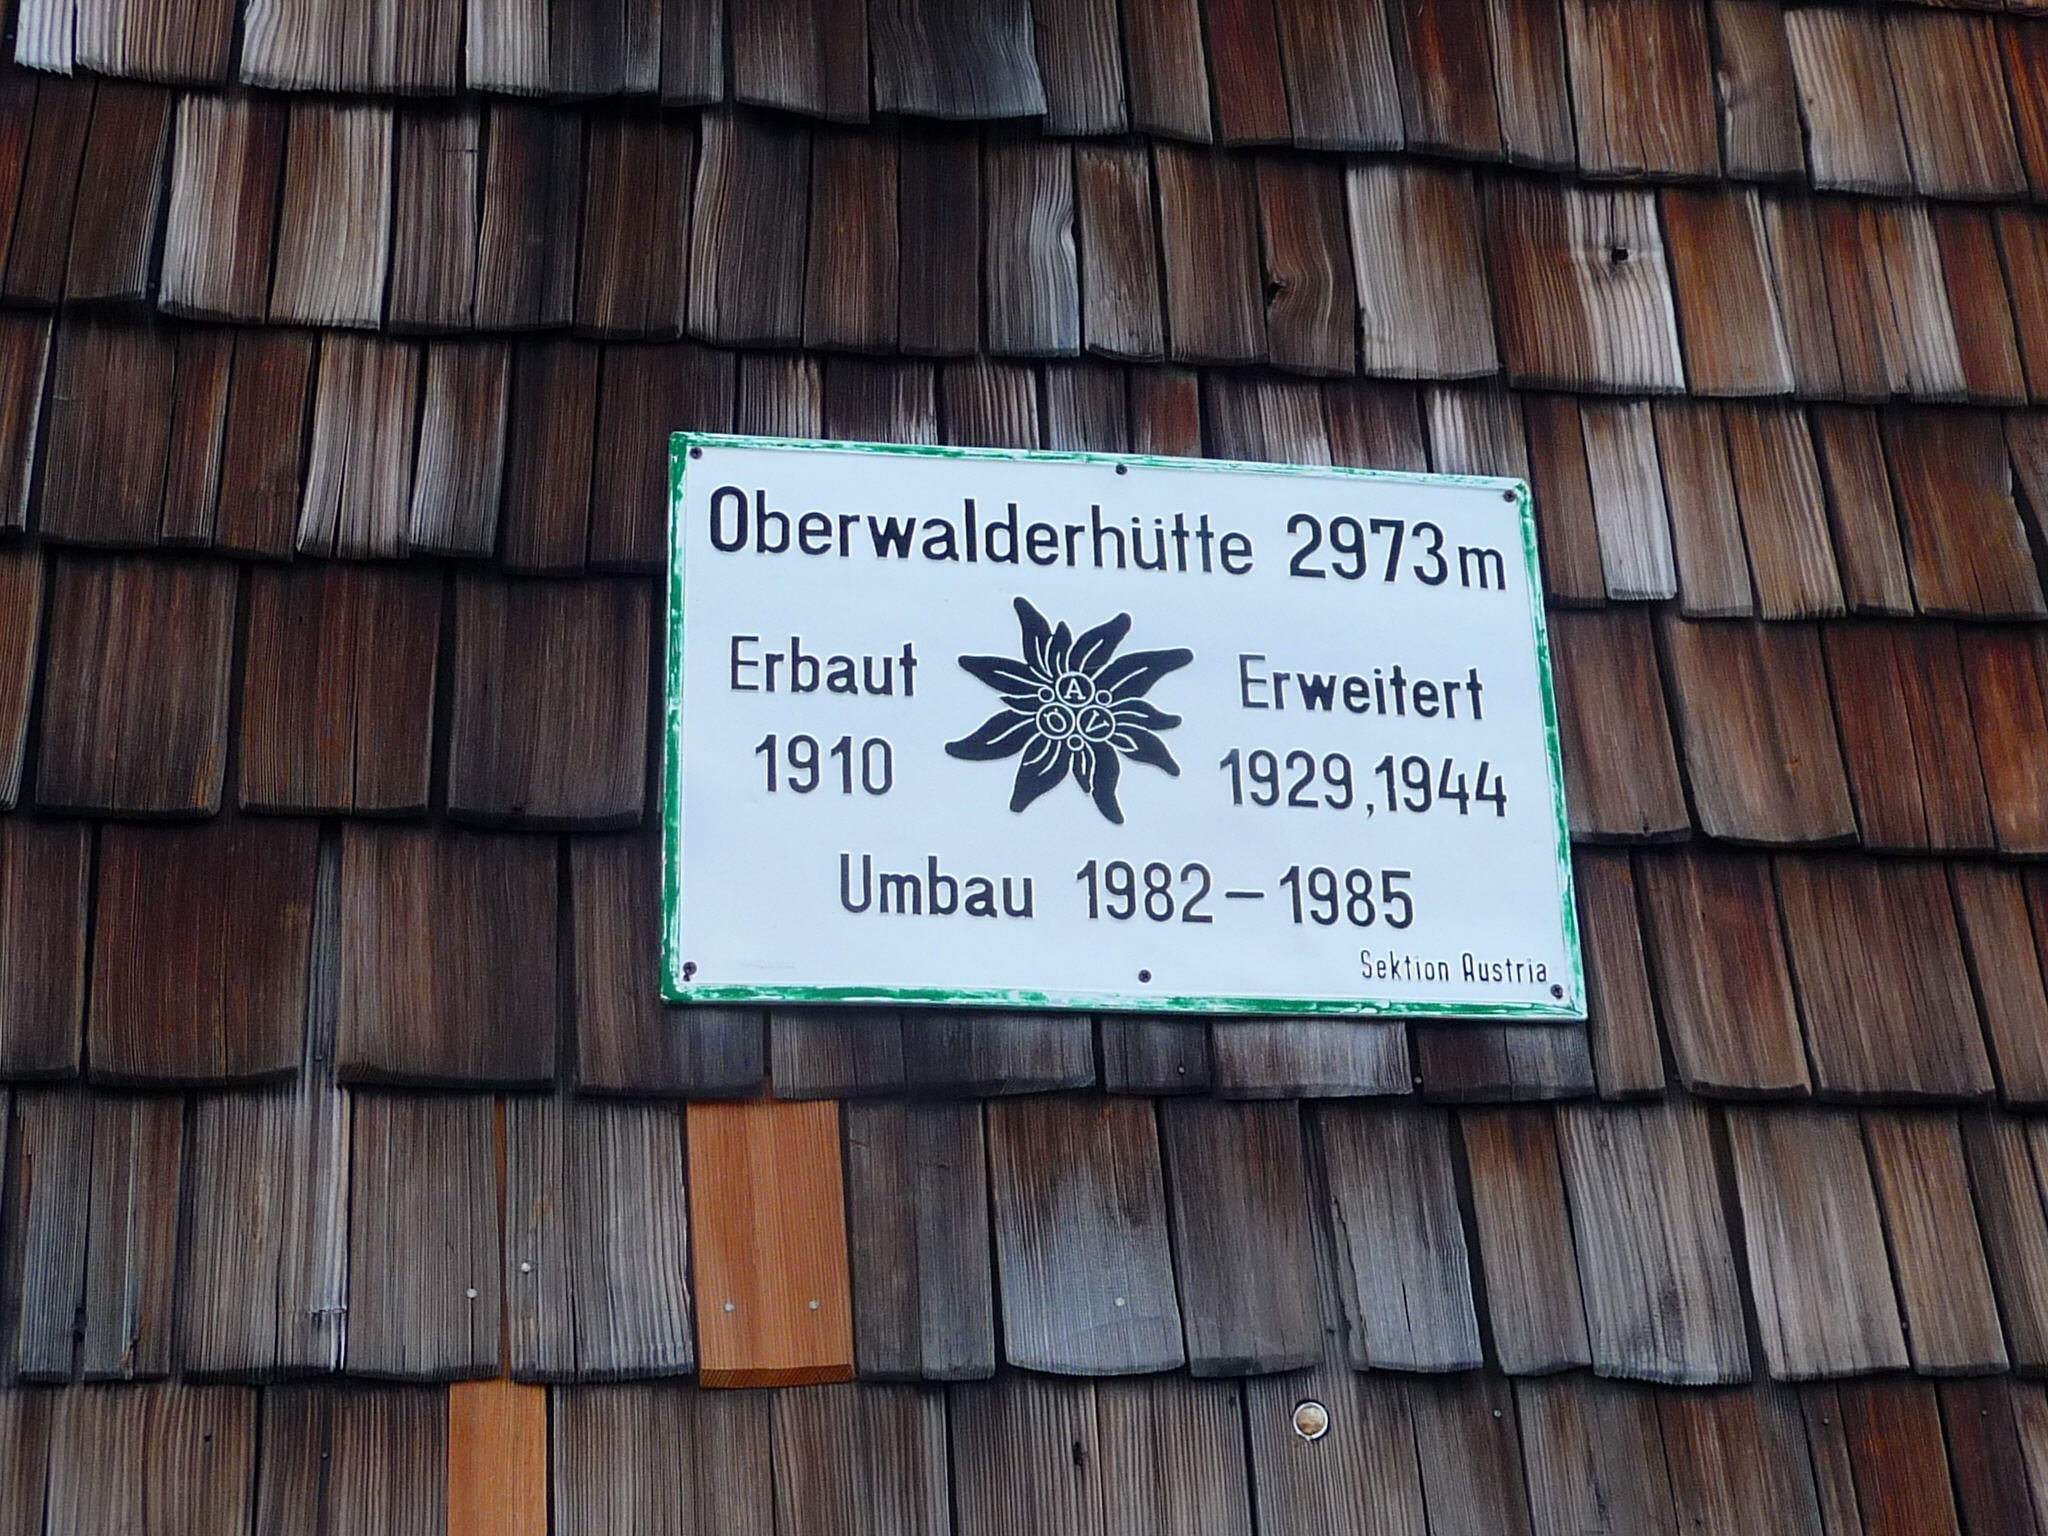 Oberwalderhütte 2973m
Erbaut
1910
A
Ö V
Erweitert
1929, 1944
Umbau 1982 – 1985
Sektion Austria